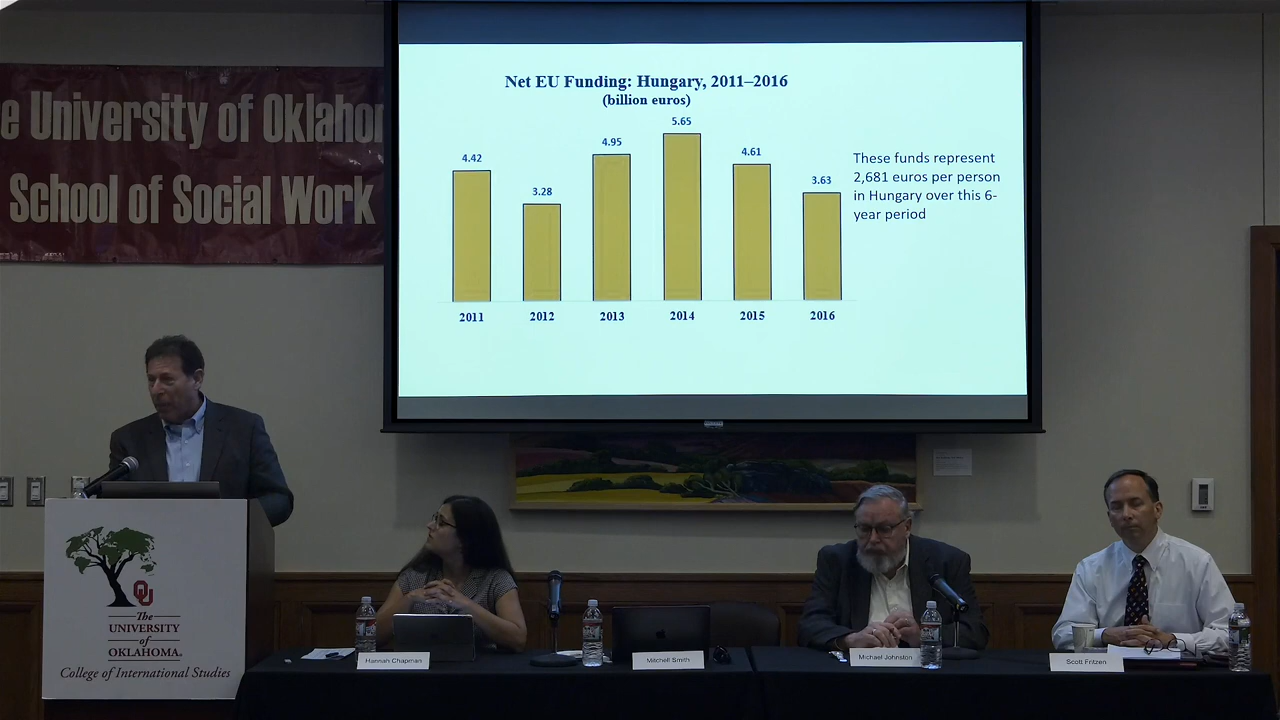 e University of Oklahon
School of Social Work
Net EU Funding: Hungary, 2011–2016
(billion euros)
4.42
3.28
4.95
5.65
4.61
3.63
2011
2012
2013
2014
2015
2016
These funds represent
2,681 euros per person
in Hungary over this 6-
year period
OU
The
UNIVERSITY
of
OKLAHOMA.
College of International Studies
Hannah Chapman
Mitchell Smith
Michael Johnston
Scott Fritzen